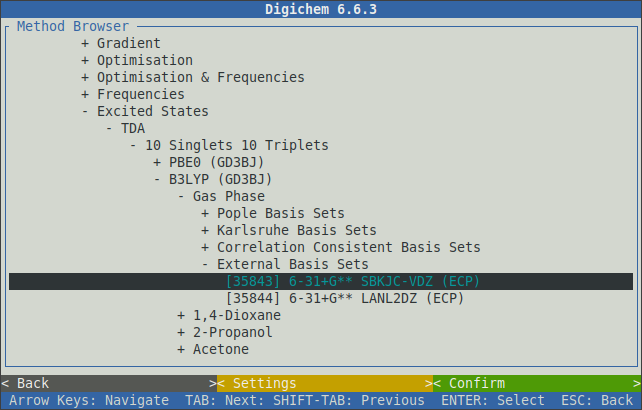 Digichem 6.6.3
Method Browser
+ Gradient
+ Optimisation
+ Optimisation & Frequencies
+ Frequencies
- Excited States
- TDA
- 10 Singlets 10 Triplets
+ PBE0 (GD3BJ)
- B3LYP (GD3BJ)
- Gas Phase
+ Pople Basis Sets
+ Karlsruhe Basis Sets
+ Correlation Consistent Basis Sets
- External Basis Sets
[35843] 6-31+G** SBKJC-VDZ (ECP)
[35844] 6-31+G** LANL2DZ (ECP)
+ 1,4-Dioxane
+ 2-Propanol
+ Acetone
< Back >< Settings >< Confirm >
Arrow Keys: Navigate TAB: Next: SHIFT-TAB: Previous ENTER: Select ESC: Back